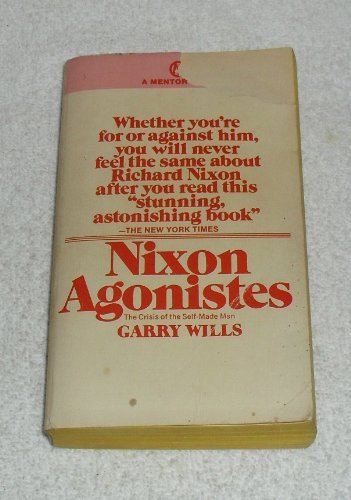 A MENTOR
Whether you're
for or against him,
you will never
feel the same about
Richard Nixon
after you read this
"stunning,
astonishing book"
—THE NEW YORK TIMES
Nixon
Agonistes
The Crisis of the Self-Made Man
GARRY WILLS